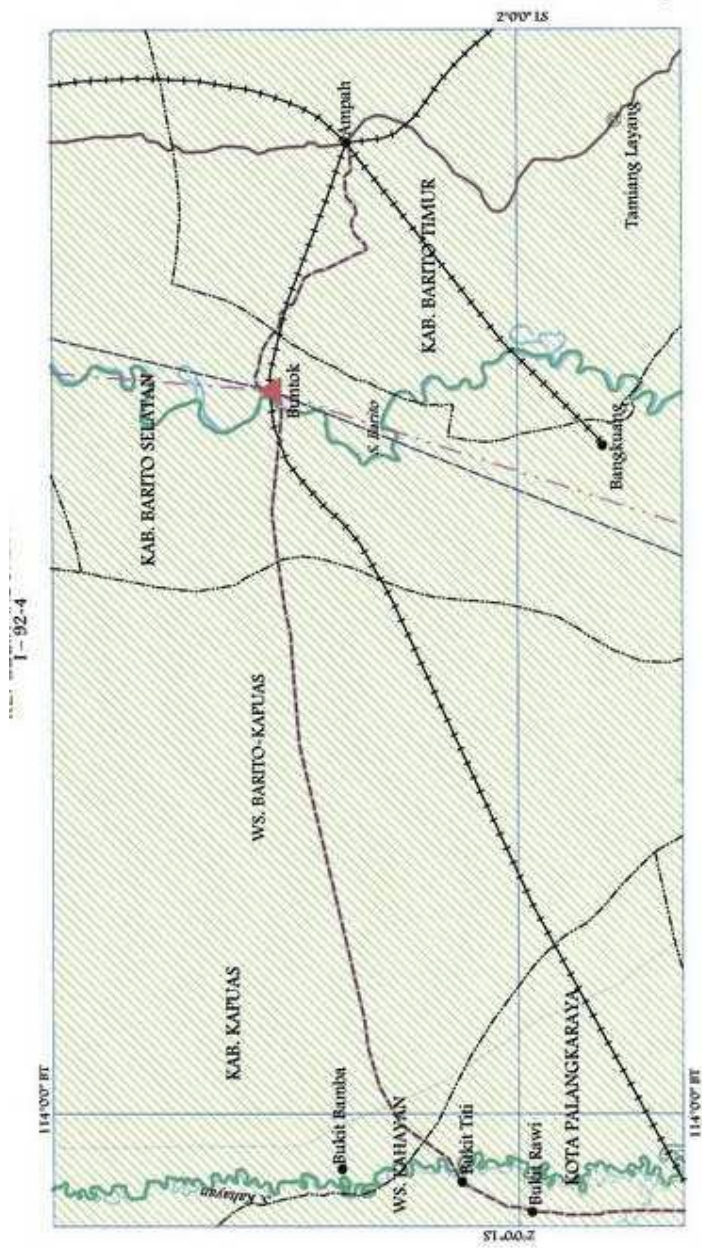 I - 92-4
114°0'0" BT
2°0'0" LS
KAB. BARITO SELATAN
Ampah
KAB. BARITO TIMUR
Tamiang Layang
Buntok
S. Barito
Bangkuang
WS. BARITO-KAPUAS
KAB. KAPUAS
Bukit Bamba
S. Kahayan
WS. KAHAYAN
Bukit Titi
Bukit Rawi
KOTA PALANGKARAYA
2°0'0" LS
114°0'0" BT